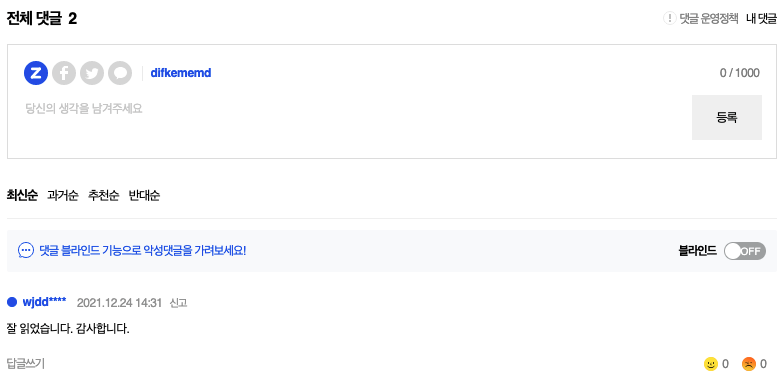 전체 댓글 2
! 댓글 운영정책 내 댓글
Z f difkememd 0 / 1000
당신의 생각을 남겨주세요
등록
최신순 과거순 추천순 반대순
댓글 블라인드 기능으로 악성댓글을 가려보세요!
블라인드 OFF
wjdd**** 2021.12.24 14:31 신고
잘 읽었습니다. 감사합니다.
답글쓰기 0 0